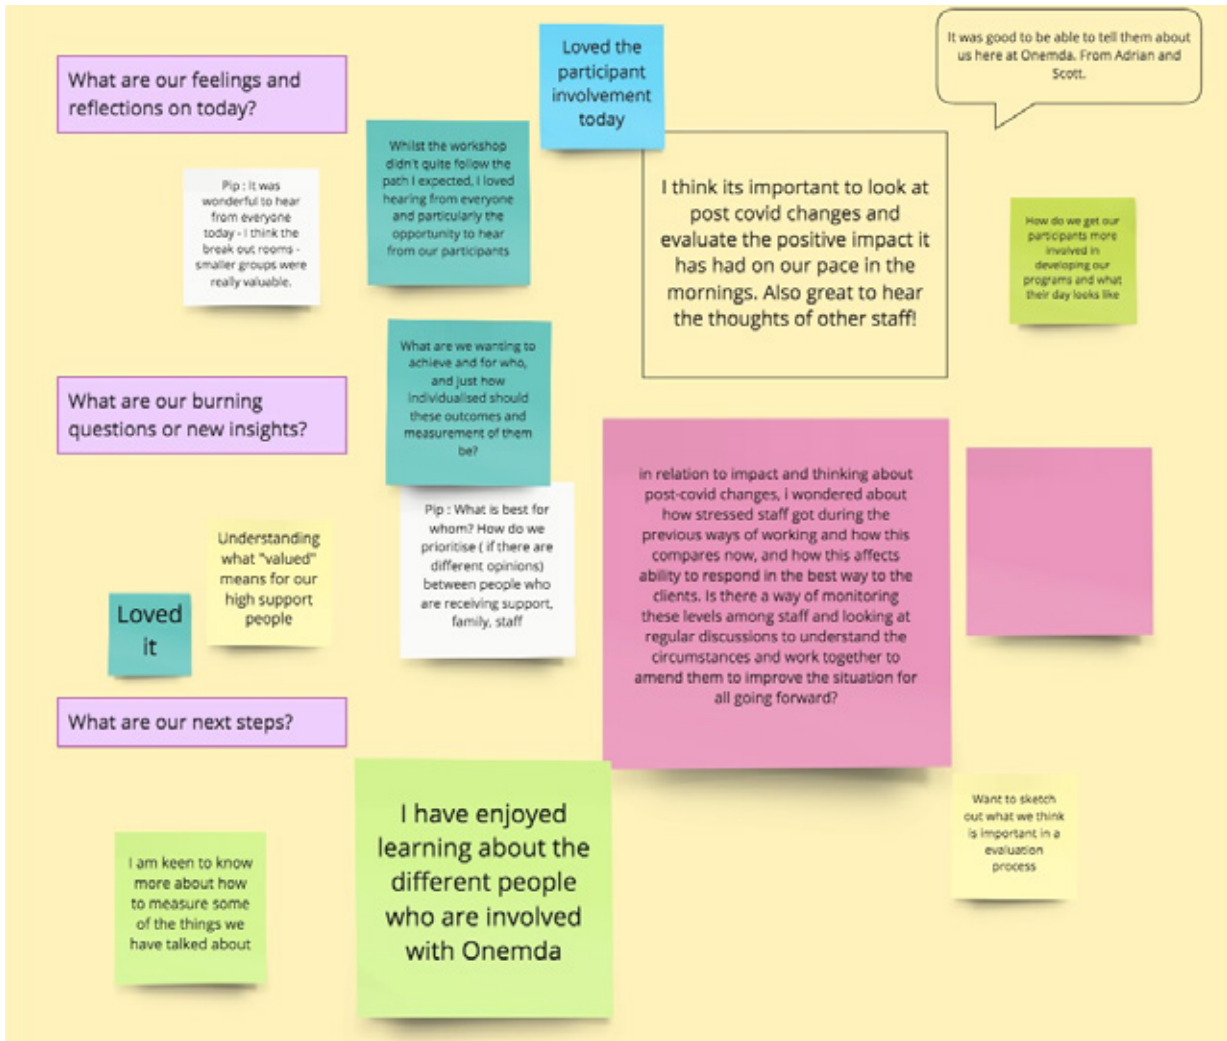 What are our feelings and
reflections on today?
Loved the
participant
involvement
today
It was good to be able to tell them about
us here at Onemda. From Adrian and
Scott.
Pip : It was
wonderful to hear
from everyone
today - I think the
break out rooms -
smaller groups were
really valuable.
Whilst the workshop
didn't quite follow the
path I expected, I loved
hearing from everyone
and particularly the
opportunity to hear
from our participants
I think its important to look at
post covid changes and
evaluate the positive impact it
has had on our pace in the
mornings. Also great to hear
the thoughts of other staff!
How do we get our
participants more
involved in
developing our
programs and what
their day looks like
What are our burning
questions or new insights?
What are we wanting to
achieve and for who,
and just how
individualised should
these outcomes and
measurement of them
be?
Understanding
what "valued"
means for our
high support
people
Loved
it
Pip : What is best for
whom? How do we
prioritise ( if there are
different opinions)
between people who
are receiving support,
family, staff
in relation to impact and thinking about
post-covid changes, i wondered about
how stressed staff got during the
previous ways of working and how this
compares now, and how this affects
ability to respond in the best way to the
clients. Is there a way of monitoring
these levels among staff and looking at
regular discussions to understand the
circumstances and work together to
amend them to improve the situation for
all going forward?
What are our next steps?
I am keen to know
more about how
to measure some
of the things we
have talked about
I have enjoyed
learning about the
different people
who are involved
with Onemda
Want to sketch
out what we think
is important in a
evaluation
process